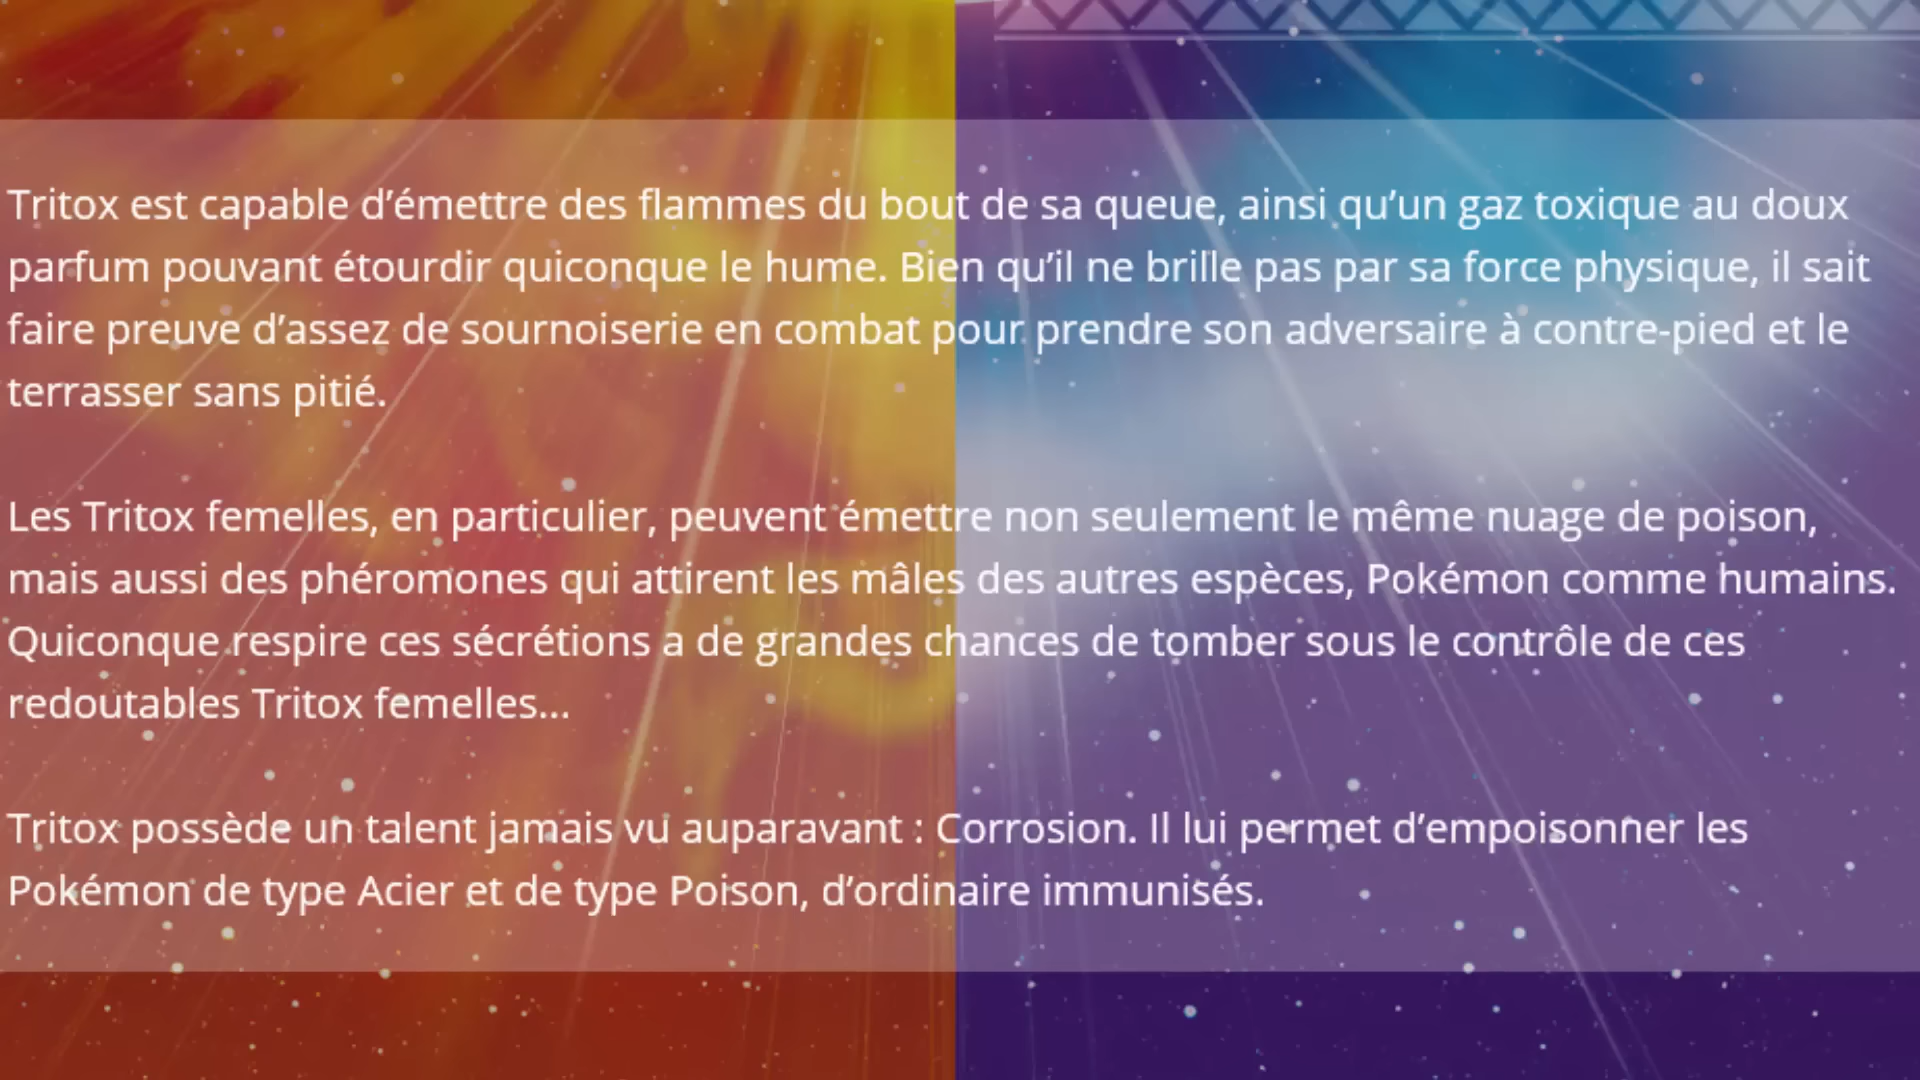 Tritox est capable d’émettre des flammes du bout de sa queue, ainsi qu’un gaz toxique au doux
parfum pouvant étourdir quiconque le hume. Bien qu’il ne brille pas par sa force physique, il sait
faire preuve d’assez de sournoiserie en combat pour prendre son adversaire à contre-pied et le
terrasser sans pitié.
Les Tritox femelles, en particulier, peuvent émettre non seulement le même nuage de poison,
mais aussi des phéromones qui attirent les mâles des autres espèces, Pokémon comme humains.
Quiconque respire ces sécrétions a de grandes chances de tomber sous le contrôle de ces
redoutables Tritox femelles...
Tritox possède un talent jamais vu auparavant : Corrosion. Il lui permet d’empoisonner les
Pokémon de type Acier et de type Poison, d’ordinaire immunisés.